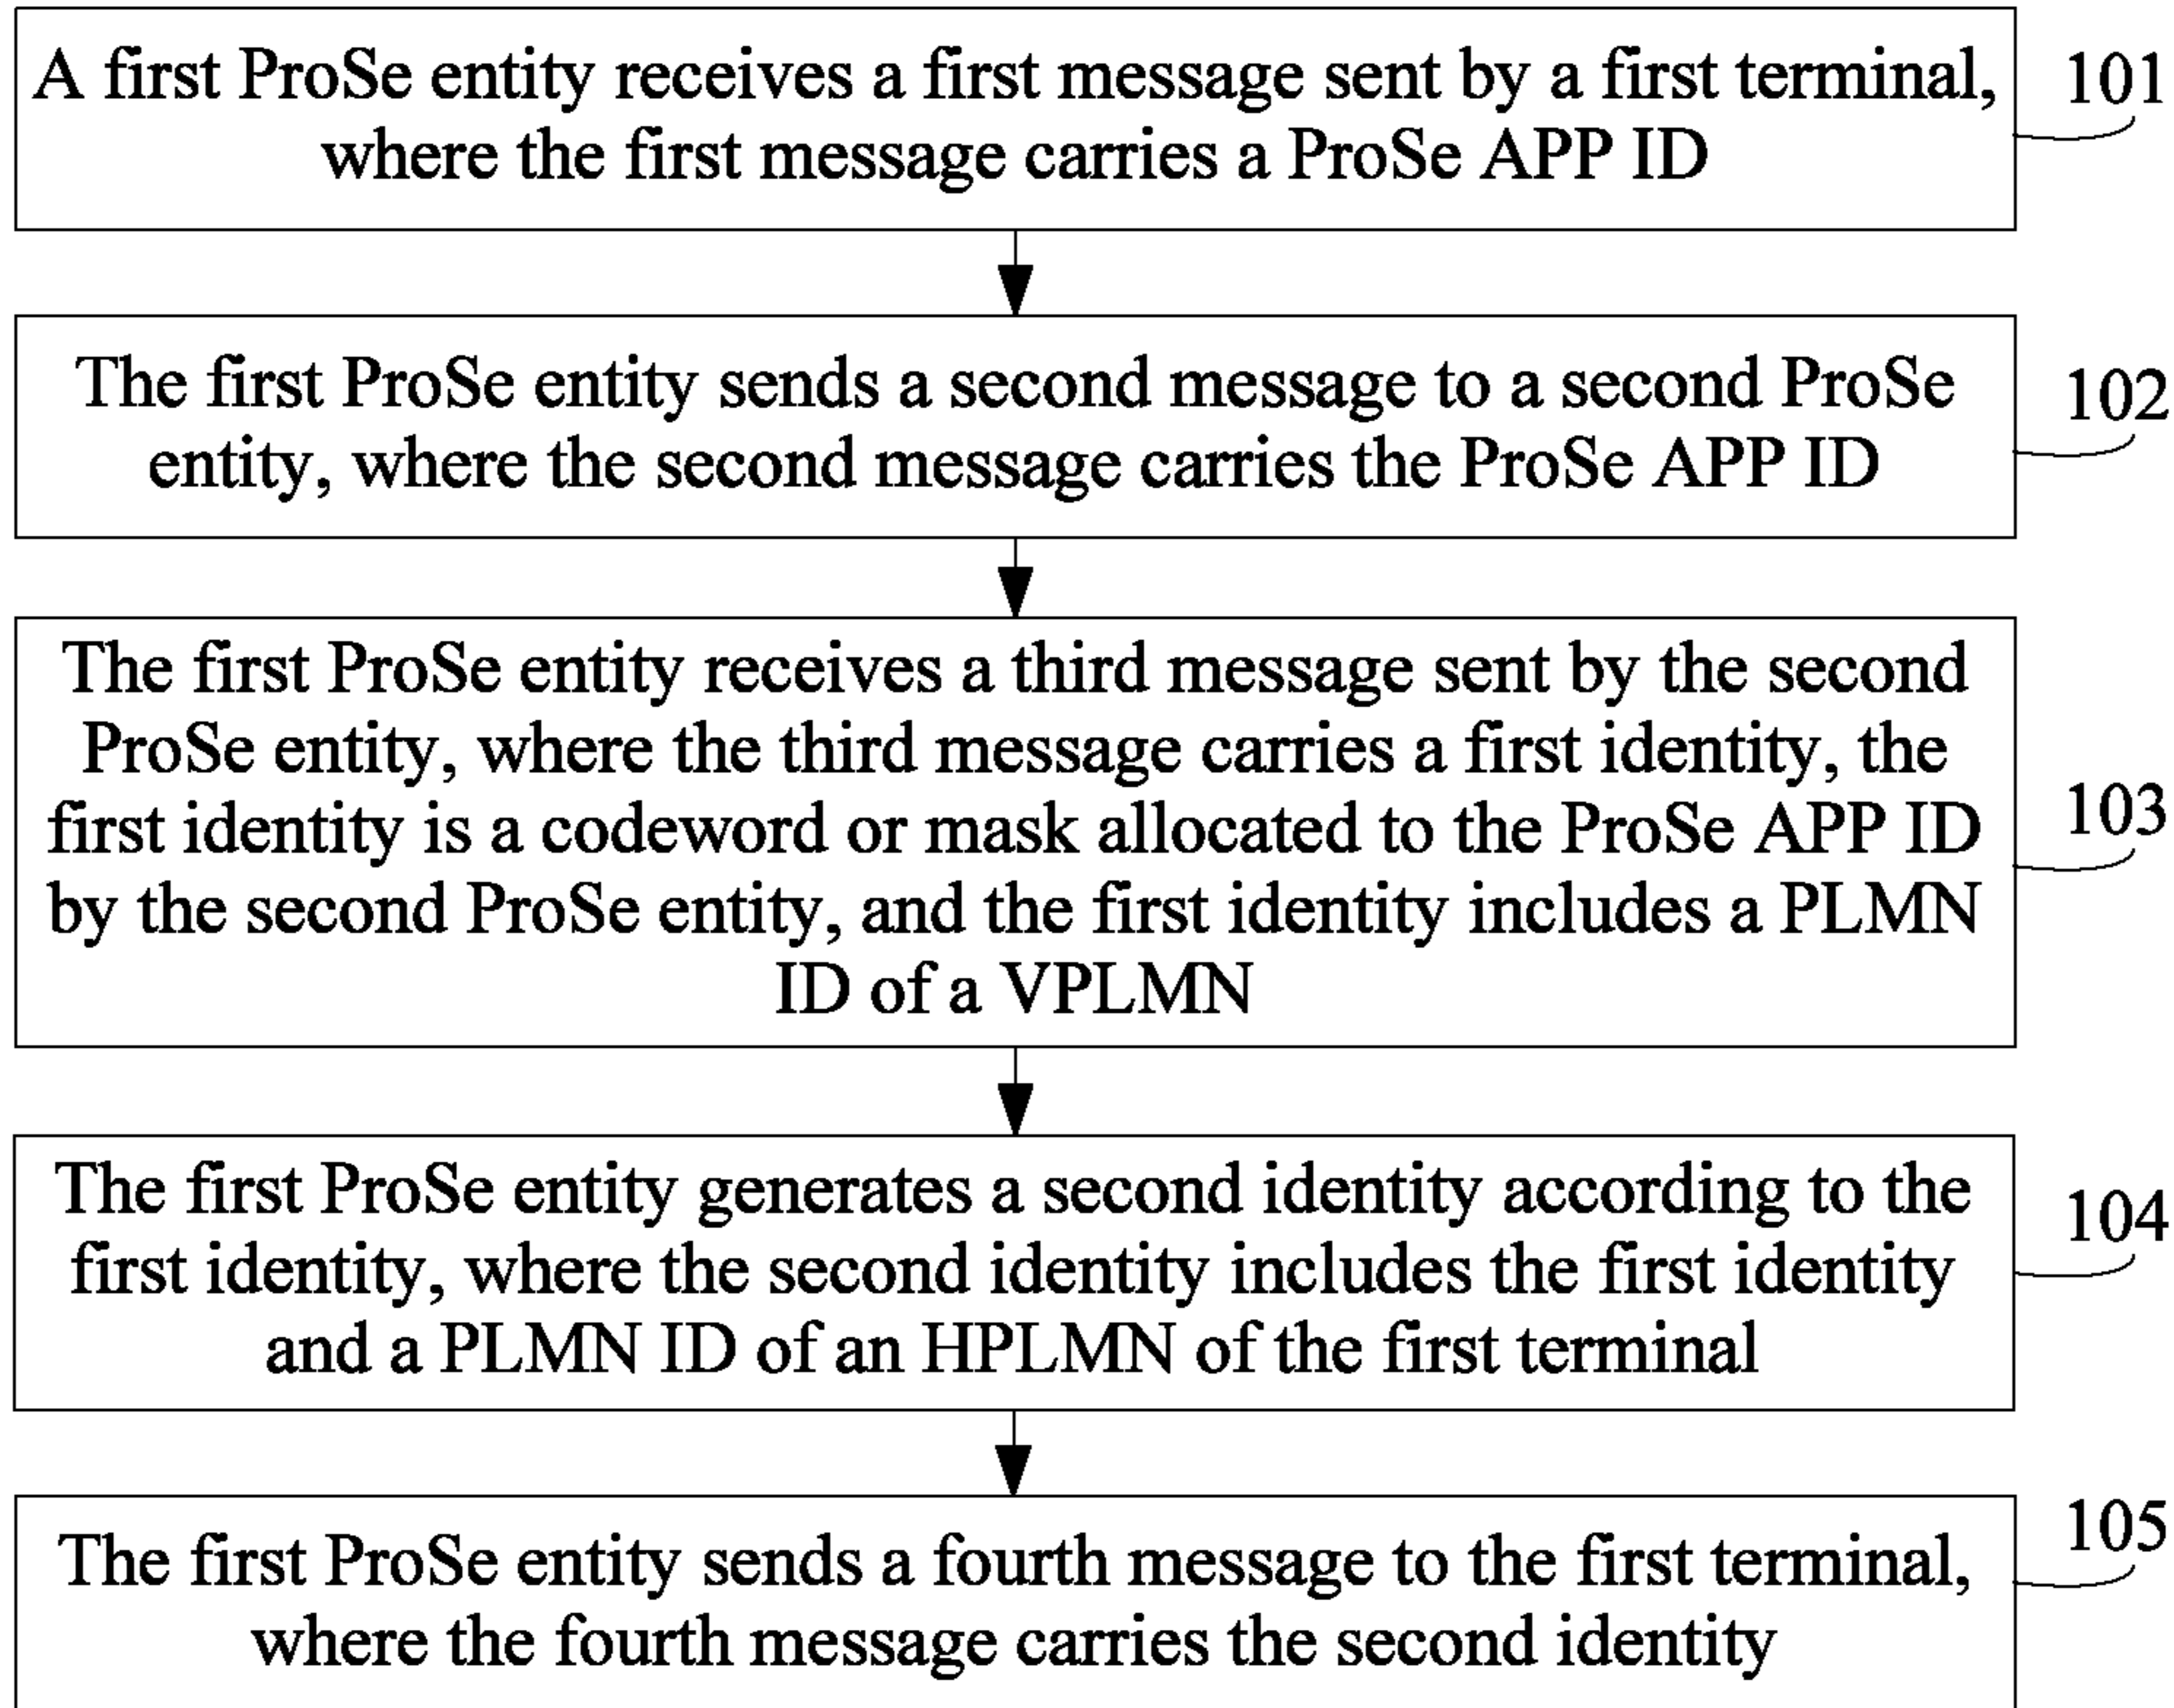 A first ProSe entity receives a first message sent by a first terminal,
where the first message carries a ProSe APP ID
101
The first ProSe entity sends a second message to a second ProSe
entity, where the second message carries the ProSe APP ID
102
The first ProSe entity receives a third message sent by the second
ProSe entity, where the third message carries a first identity, the
first identity is a codeword or mask allocated to the ProSe APP ID
by the second ProSe entity, and the first identity includes a PLMN
ID of a VPLMN
103
The first ProSe entity generates a second identity according to the
first identity, where the second identity includes the first identity
and a PLMN ID of an HPLMN of the first terminal
104
The first ProSe entity sends a fourth message to the first terminal,
where the fourth message carries the second identity
105